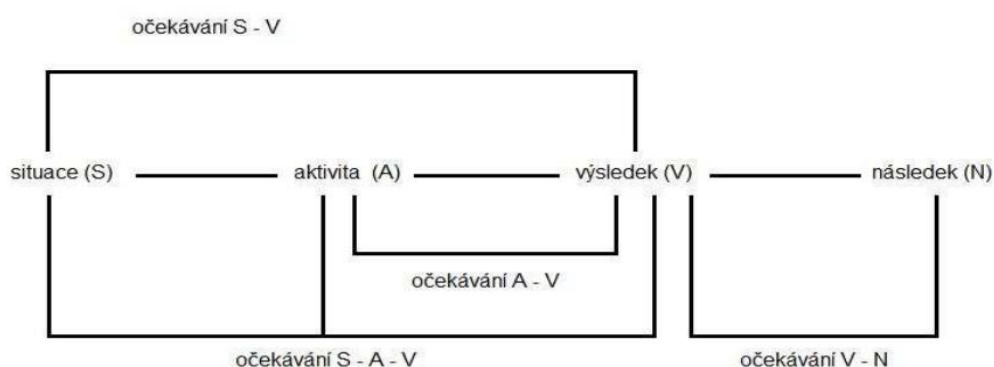 očekávání S - V
situace (S) aktivita (A) výsledek (V) následek (N)
očekávání A - V
očekávání S - A - V očekávání V - N